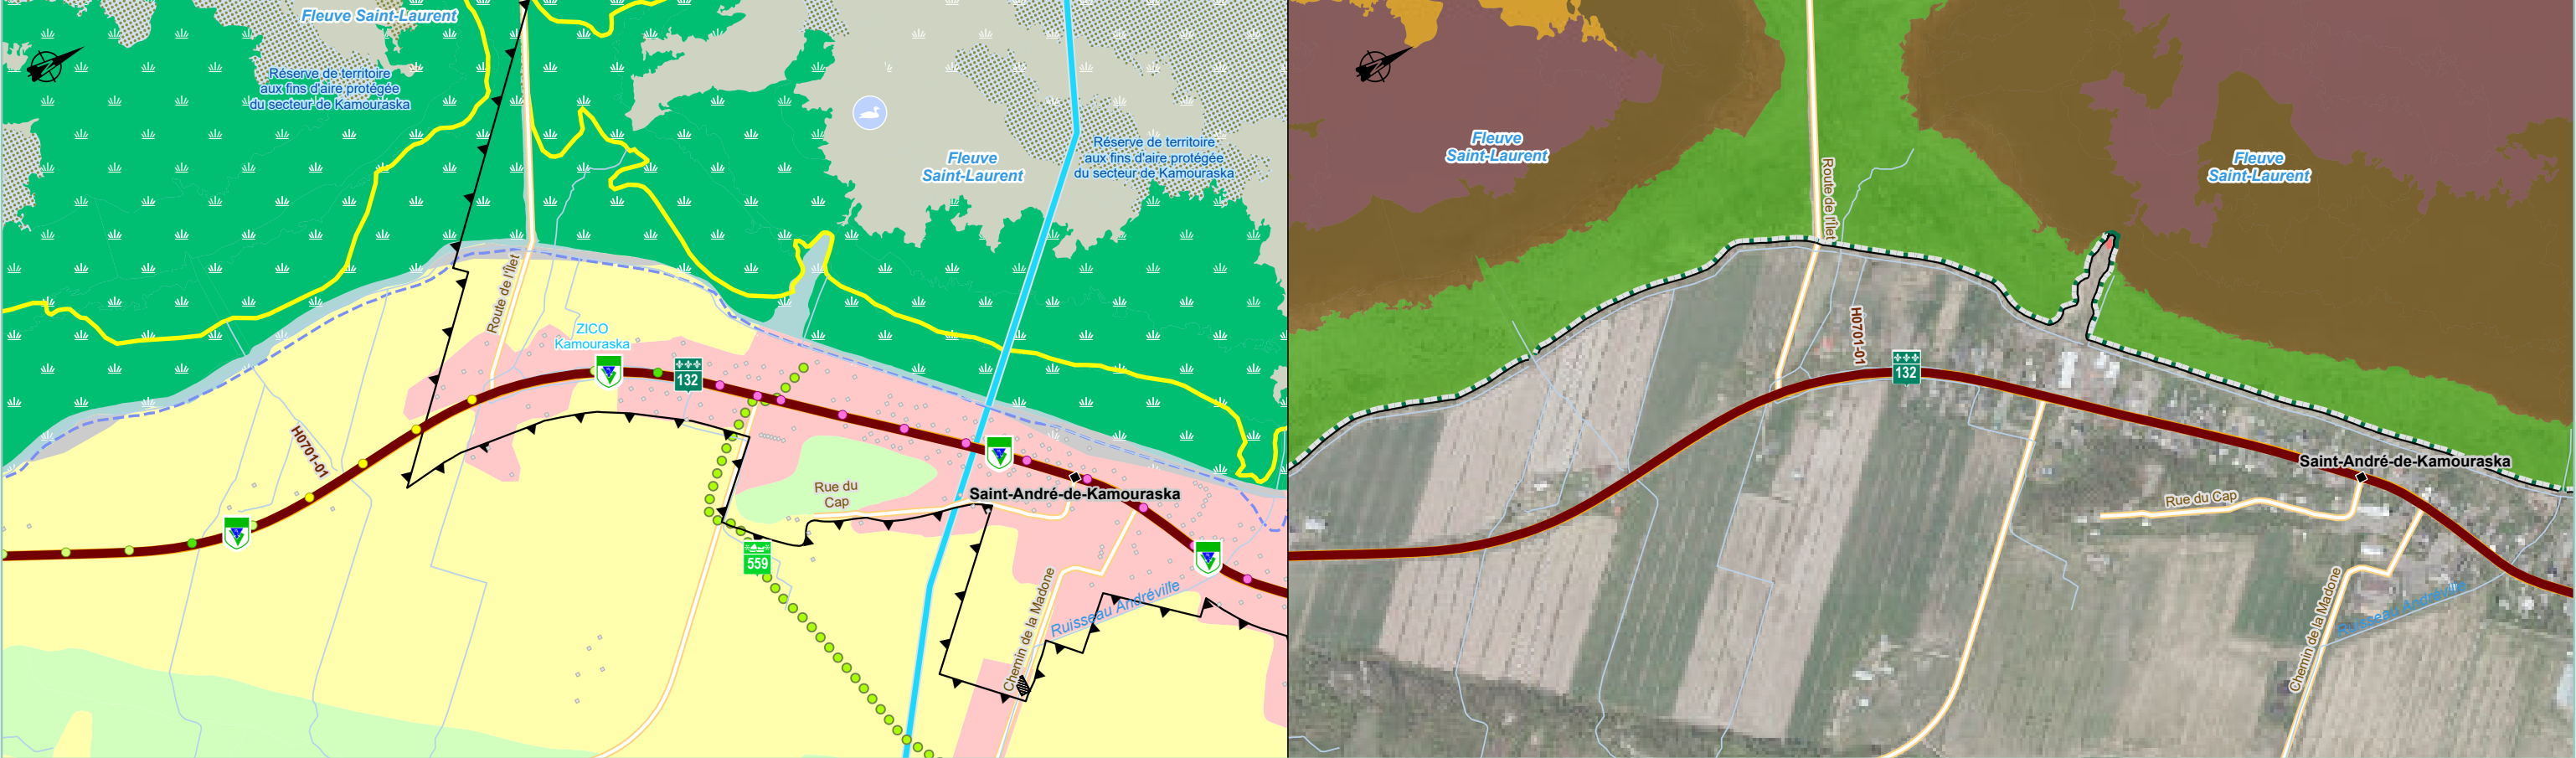 Fleuve Saint-Laurent
Réserve de territoire
aux fins d'aire protégée
du secteur de Kamouraska
Fleuve
Saint-Laurent
Réserve de territoire
aux fins d'aire protégée
du secteur de Kamouraska
Route de l'Îlet
ZICO
Kamouraska
132
H0701-01
Rue du
Cap
Saint-André-de-Kamouraska
559
Chemin de la Madone
Ruisseau Andréville
Fleuve
Saint-Laurent
Fleuve
Saint-Laurent
Route de l'Îlet
H0701-01
132
Saint-André-de-Kamouraska
Rue du Cap
Chemin de la Madone
Ruisseau Andréville